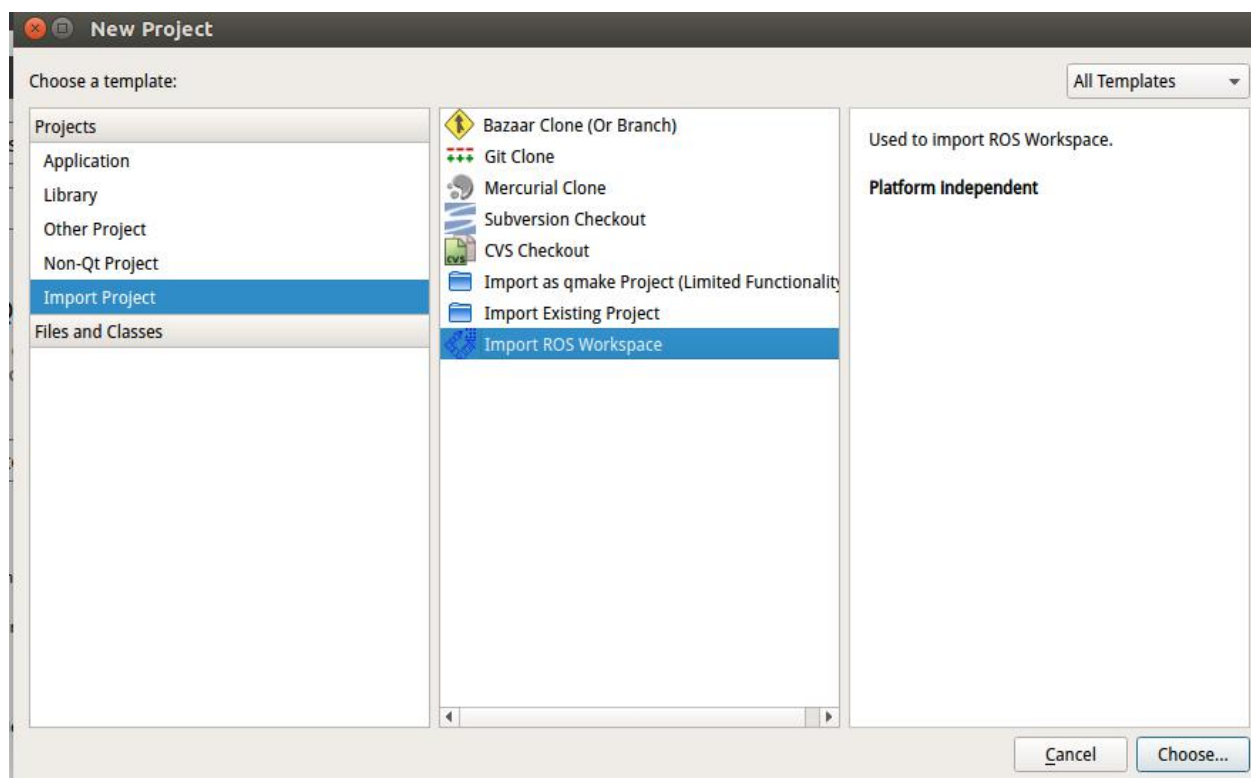 New Project
Choose a template:
All Templates
Projects
Application
Library
Other Project
Non-Qt Project
Import Project
Files and Classes
Bazaar Clone (Or Branch)
Git Clone
Mercurial Clone
Subversion Checkout
CVS Checkout
Import as qmake Project (Limited Functionality
Import Existing Project
Import ROS Workspace
Used to import ROS Workspace.
Platform independent
Cancel
Choose...